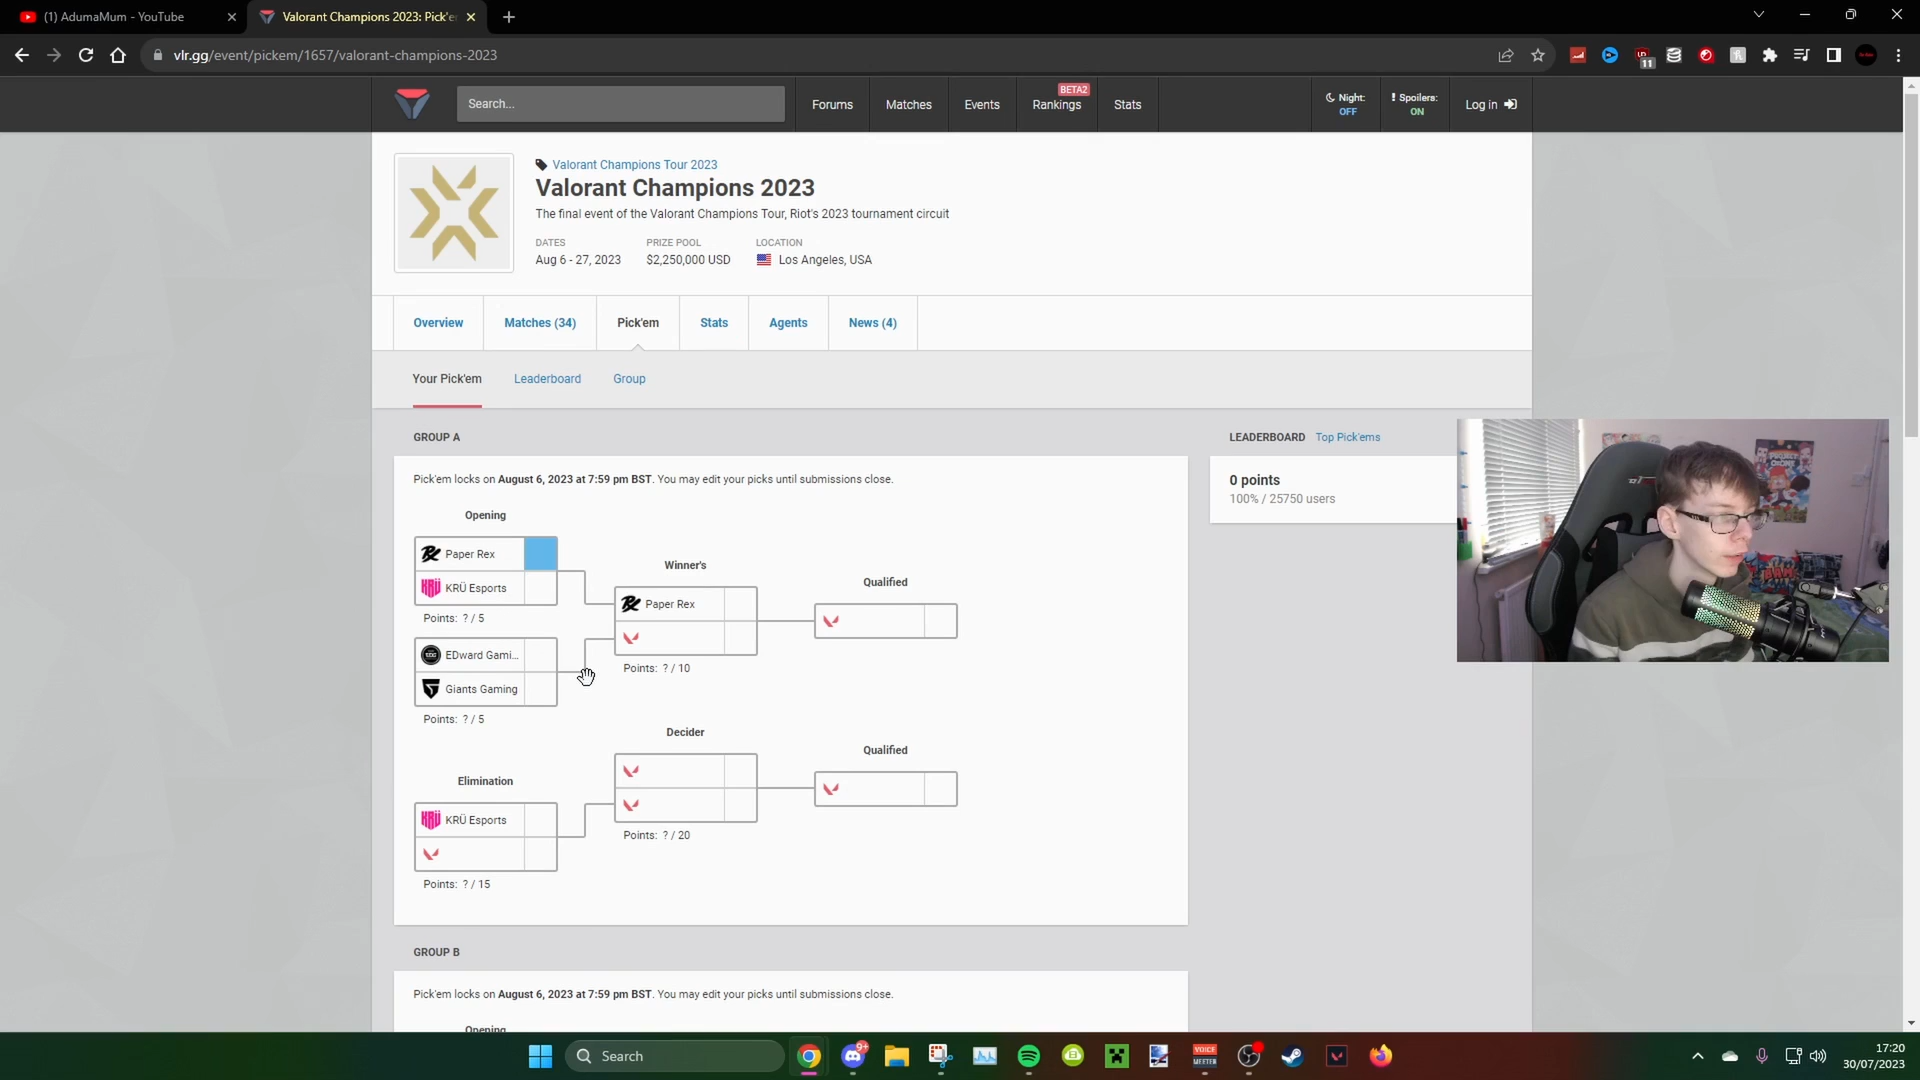 (1) AdumaMum - YouTube
Valorant Champions 2023: Pick'e
vlr.gg/event/pickem/1657/valorant-champions-2023
11
Search...
Forums
Matches
Events
BETA2
Rankings
Stats
Night:
OFF
! Spoilers:
ON
Log in
Valorant Champions Tour 2023
Valorant Champions 2023
The final event of the Valorant Champions Tour, Riot's 2023 tournament circuit
DATES
PRIZE POOL
LOCATION
Aug 6 - 27, 2023
$2,250,000 USD
Los Angeles, USA
Overview
Matches (34)
Pick'em
Stats
Agents
News (4)
Your Pick'em
Leaderboard
Group
GROUP A
LEADERBOARD Top Pick'ems
0 points
100% / 25750 users
Pick'em locks on August 6, 2023 at 7:59 pm BST. You may edit your picks until submissions close.
Opening
Paper Rex
KRÜ Esports
Points: ? / 5
EDward Gami...
Giants Gaming
Points: ? / 5
Winner's
Paper Rex
Points: ? / 10
Qualified
Decider
Points: ? / 20
Qualified
Elimination
KRÜ Esports
Points: ? / 15
GROUP B
Pick'em locks on August 6, 2023 at 7:59 pm BST. You may edit your picks until submissions close.
Opening
Search
9+
VOICE
MEETER
17:20
30/07/2023